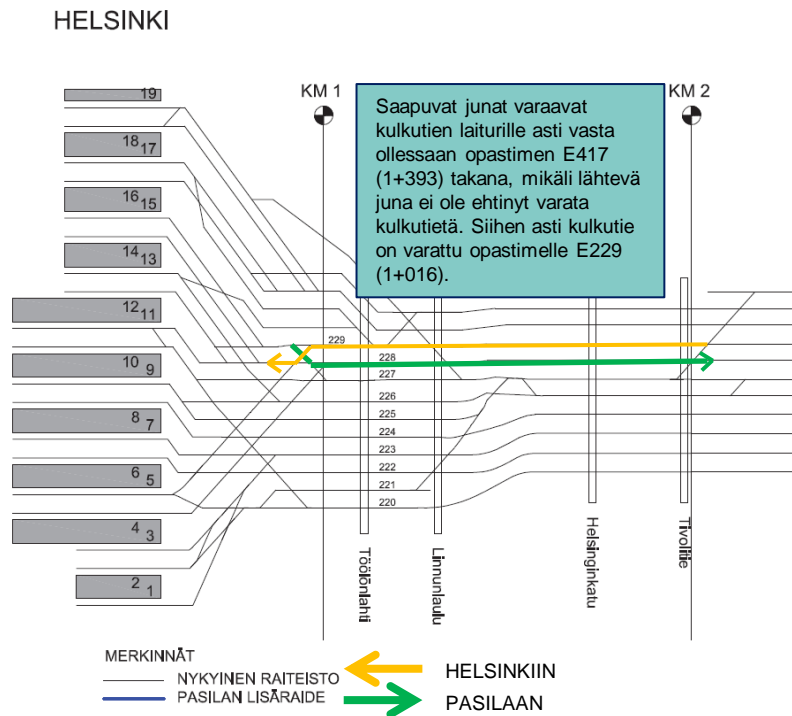 HELSINKI
KM 1
KM 2
Saapuvat junat varaavat
kulkutien laiturille asti vasta
ollessaan opastimen E417
(1+393) takana, mikäli lähtevä
juna ei ole ehtinyt varata
kulkutietä. Siihen asti kulkutie
on varattu opastimelle E229
(1+016).
19
18 17
16 15
14 13
12 11
10 9
8 7
6 5
4 3
2 1
229
228
227
226
225
224
223
222
221
220
Töölönlahti
Linnunlaulu
Helsinginkatu
Tivolitie
MERKINNÄT
NYKYINEN RAITEISTO
PASILAN LISÄRAIDE
HELSINKIIN
PASILAAN